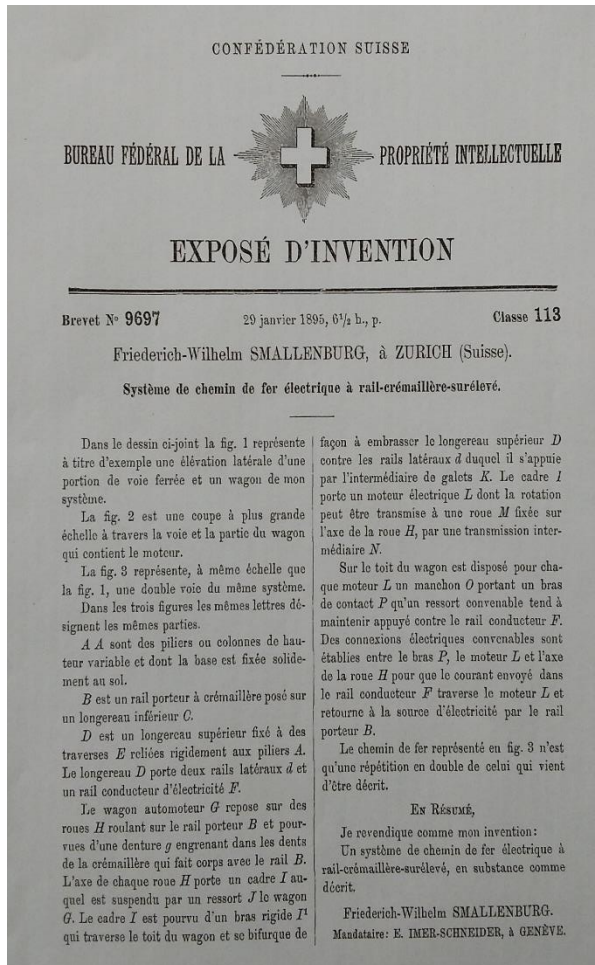 CONFÉDÉRATION SUISSE
BUREAU FÉDÉRAL DE LA PROPRIÉTÉ INTELLECTUELLE
EXPOSÉ D'INVENTION
Brevet No 9697 29 janvier 1895, 6½ h., p. Classe 113
Friederich-Wilhelm SMALLENBURG, à ZURICH (Suisse).
Système de chemin de fer électrique à rail-crémaillère-surélevé.
Dans le dessin ci-joint la fig. 1 représente
à titre d'exemple une élévation latérale d'une
portion de voie ferrée et un wagon de mon
système.
La fig. 2 est une coupe à plus grande
échelle à travers la voie et la partie du wagon
qui contient le moteur.
La fig. 3 représente, à même échelle que
la fig. 1, une double voie du même système.
Dans les trois figures les mêmes lettres dé-
signent les mêmes parties.
A A sont des piliers ou colonnes de hau-
teur variable et dont la base est fixée solide-
ment au sol.
B est un rail porteur à crémaillère posé sur
un longereau inférieur C.
D est un longereau supérieur fixé à des
traverses E reliées rigidement aux piliers A.
Le longereau D porte deux rails latéraux d et
un rail conducteur d'électricité F.
Le wagon automoteur G repose sur des
roues H roulant sur le rail porteur B et pour-
vues d'une denture g engrenant dans les dents
de la crémaillère qui fait corps avec le rail B.
L'axe de chaque roue H porte un cadre I au-
quel est suspendu par un ressort J le wagon
G. Le cadre I est pourvu d'un bras rigide I¹
qui traverse le toit du wagon et se bifurque de
façon à embrasser le longereau supérieur D
contre les rails latéraux d duquel il s'appuie
par l'intermédiaire de galets K. Le cadre I
porte un moteur électrique L dont la rotation
peut être transmise à une roue M fixée sur
l'axe de la roue H, par une transmission inter-
médiaire N.
Sur le toit du wagon est disposé pour cha-
que moteur L un manchon O portant un bras
de contact P qu'un ressort convenable tend à
maintenir appuyé contre le rail conducteur F.
Des connexions électriques convenables sont
établies entre le bras P, le moteur L et l'axe
de la roue H pour que le courant envoyé dans
le rail conducteur F traverse le moteur L et
retourne à la source d'électricité par le rail
porteur B.
Le chemin de fer représenté en fig. 3 n'est
qu'une répétition en double de celui qui vient
d'être décrit.
EN RÉSUMÉ,
Je revendique comme mon invention:
Un système de chemin de fer électrique à
rail-crémaillère-surélevé, en substance comme
décrit.
Friederich-Wilhelm SMALLENBURG.
Mandataire: E. IMER-SCHNEIDER, à GENÈVE.